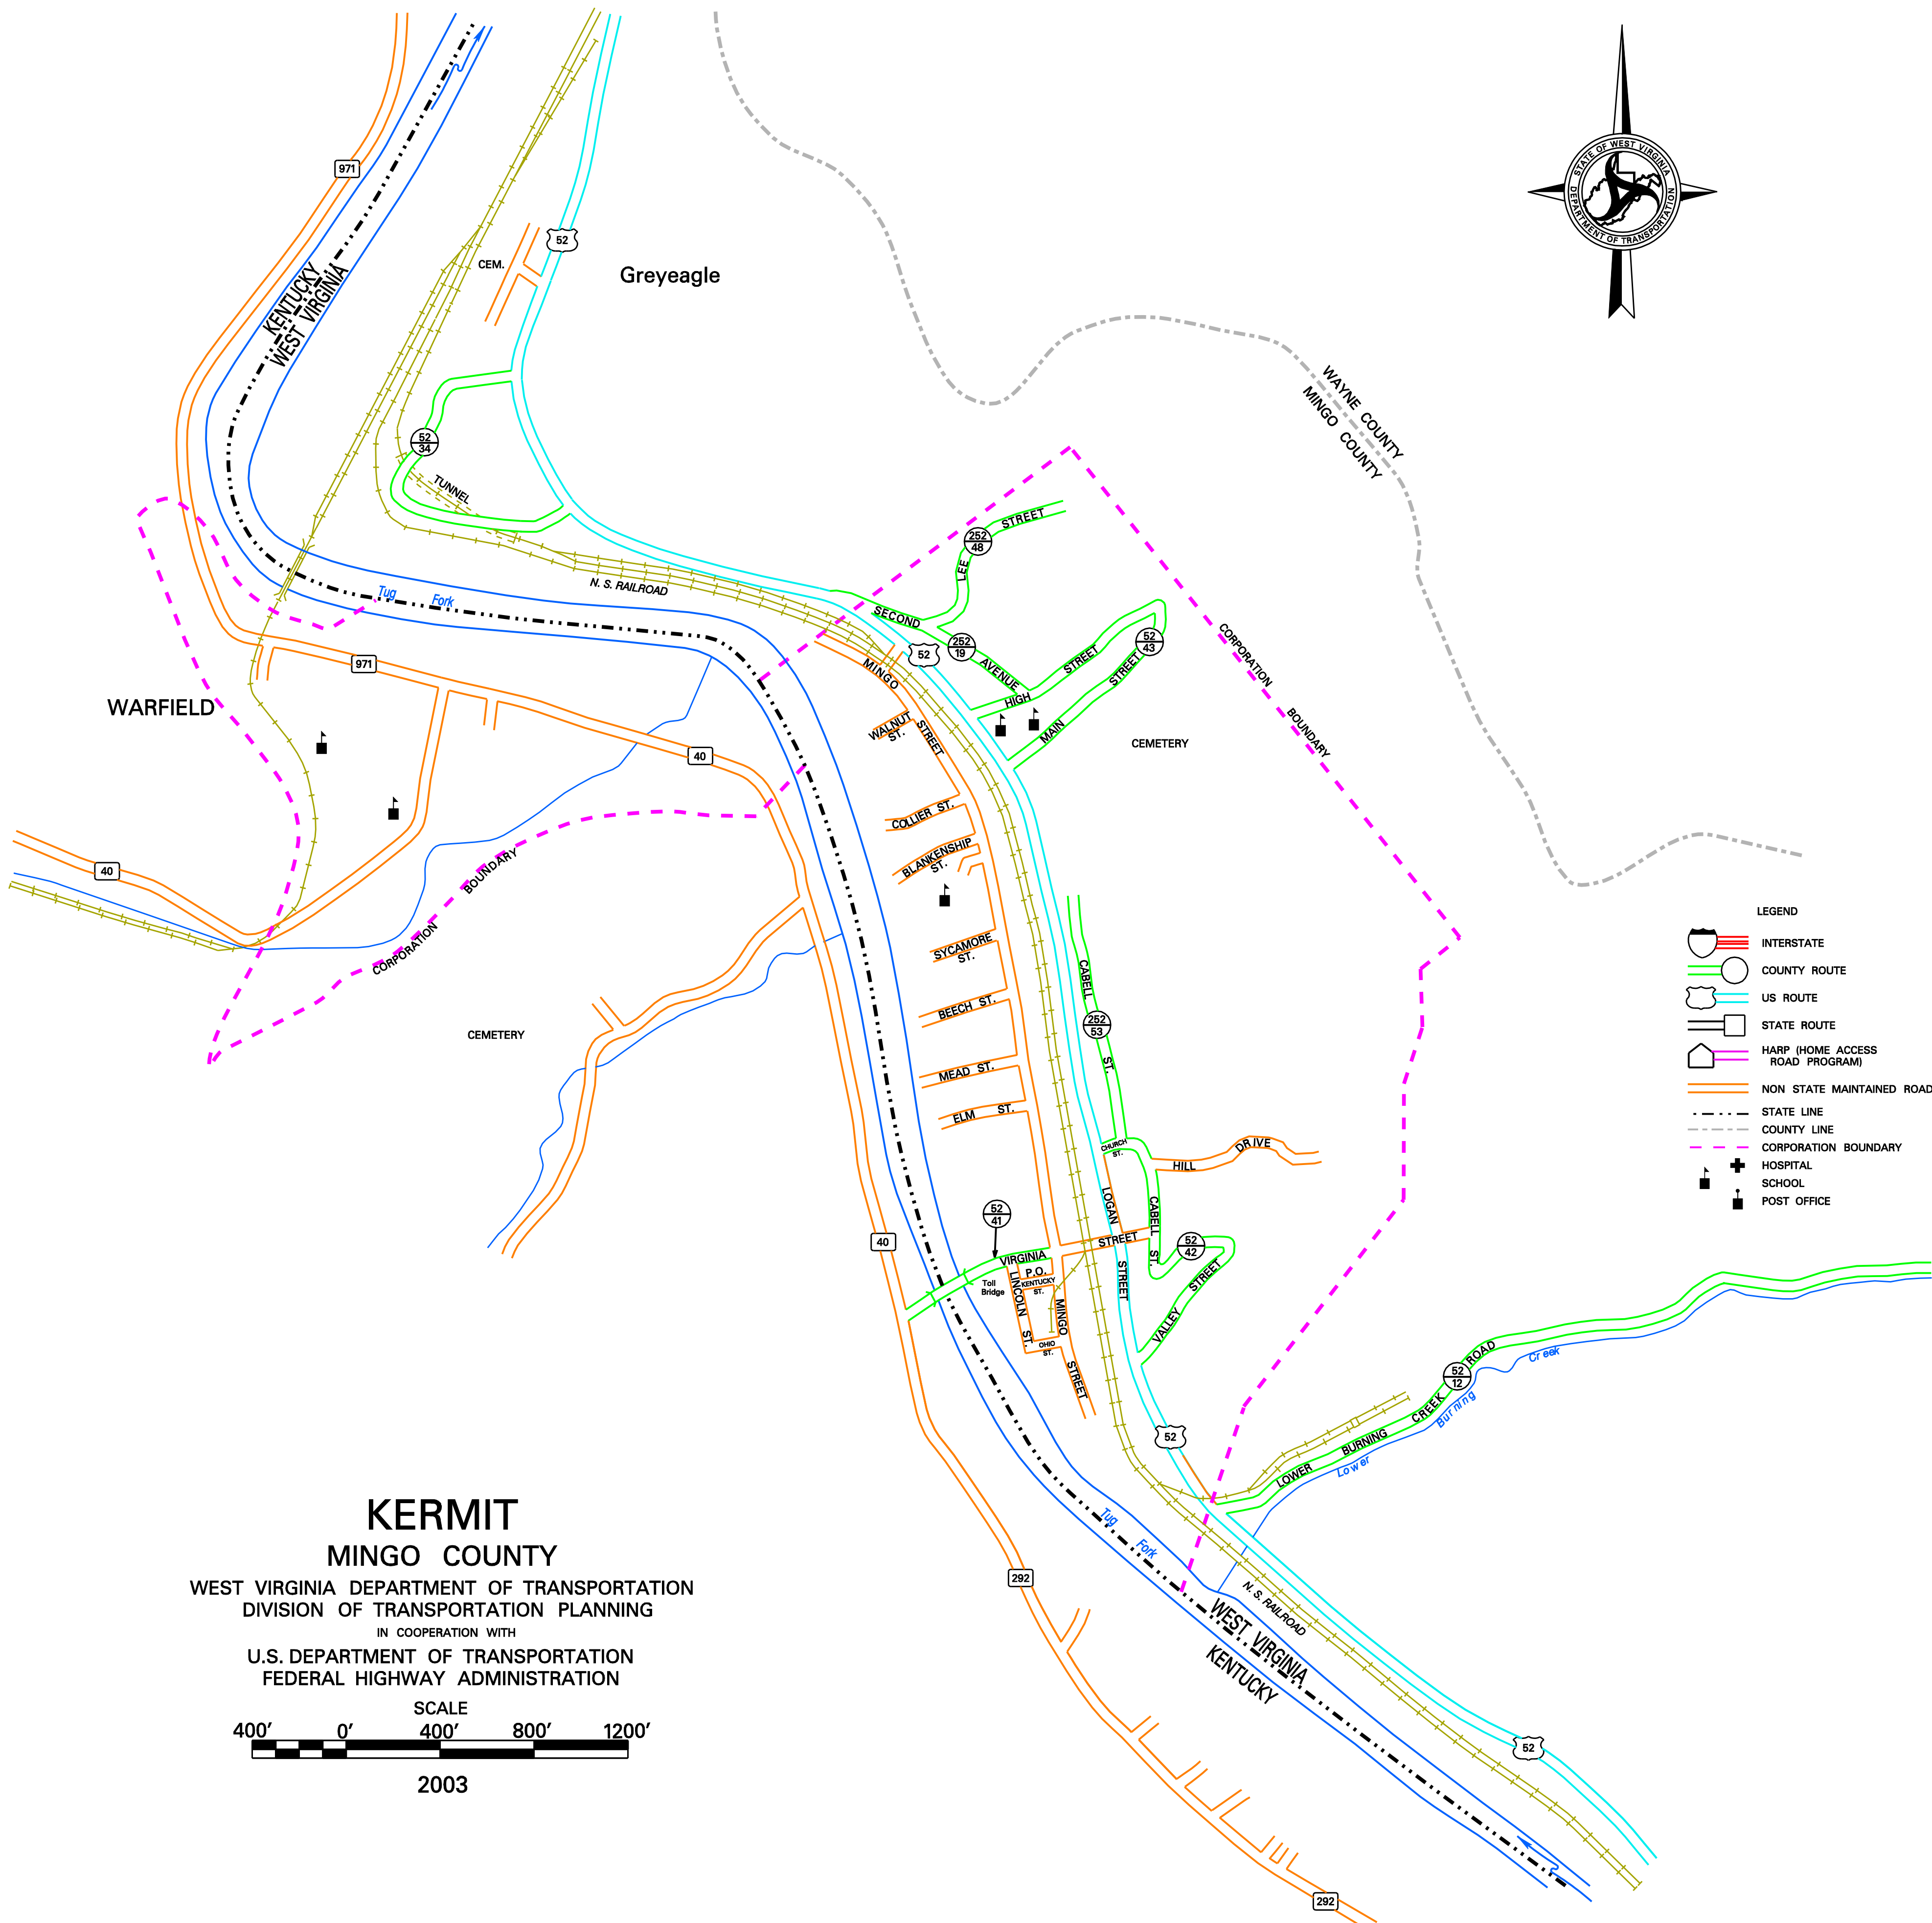 STATE OF WEST VIRGINIA
DEPARTMENT OF TRANSPORTATION
971
KENTUCKY
WEST VIRGINIA
52
CEM.
Greyeagle
WAYNE COUNTY
MINGO COUNTY
52
34
TUNNEL
N. S. RAILROAD
Tug Fork
252
48
LEE STREET
SECOND AVENUE
252
19
52
52
43
HIGH STREET
MAIN STREET
CORPORATION BOUNDARY
CEMETERY
971
WARFIELD
40
40
CORPORATION BOUNDARY
CEMETERY
MINGO STREET
WALNUT ST.
COLLIER ST.
BLANKENSHIP ST.
SYCAMORE ST.
BEECH ST.
MEAD ST.
ELM ST.
CABELL ST.
252
53
CHURCH ST.
HILL DRIVE
LOGAN STREET
CABELL ST.
52
41
52
42
40
VIRGINIA STREET
P.O.
KENTUCKY ST.
Toll
Bridge
LINCOLN ST.
MINGO STREET
OHIO ST.
VALLEY STREET
52
52
12
LOWER BURNING CREEK ROAD
Lower Burning Creek
Tug Fork
292
N. S. RAILROAD
WEST VIRGINIA
KENTUCKY
52
292
LEGEND
INTERSTATE
COUNTY ROUTE
US ROUTE
STATE ROUTE
HARP (HOME ACCESS
ROAD PROGRAM)
NON STATE MAINTAINED ROAD
STATE LINE
COUNTY LINE
CORPORATION BOUNDARY
HOSPITAL
SCHOOL
POST OFFICE
KERMIT
MINGO COUNTY
WEST VIRGINIA DEPARTMENT OF TRANSPORTATION
DIVISION OF TRANSPORTATION PLANNING
IN COOPERATION WITH
U.S. DEPARTMENT OF TRANSPORTATION
FEDERAL HIGHWAY ADMINISTRATION
SCALE
400' 0' 400' 800' 1200'
2003